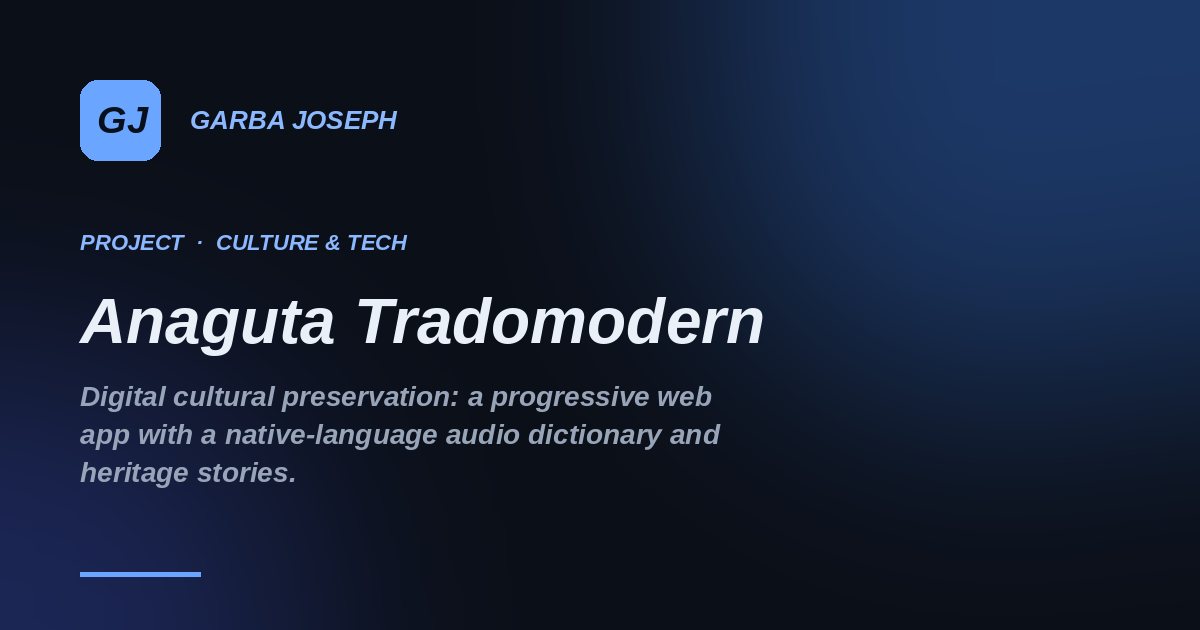 GJ
GARBA JOSEPH
PROJECT · CULTURE & TECH
Anaguta Tradomodern
Digital cultural preservation: a progressive web
app with a native-language audio dictionary and
heritage stories.